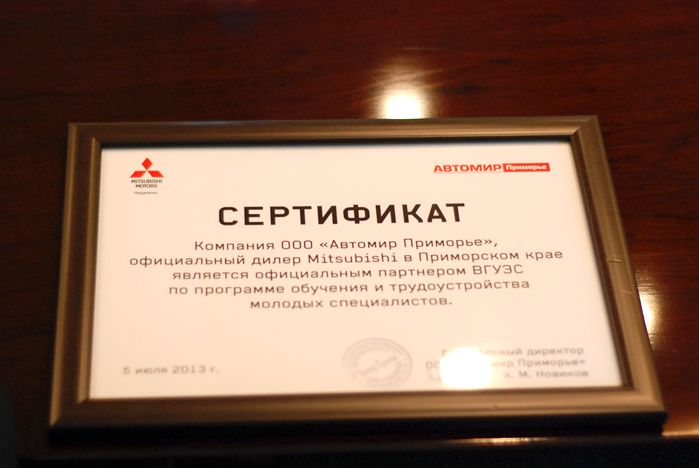 MITSUBISHI
MOTORS
АВТОМИР Приморье
СЕРТИФИКАТ
Компания ООО «Автомир Приморье»,
официальный дилер Mitsubishi в Приморском крае
является официальным партнером ВГУЭС
по программе обучения и трудоустройства
молодых специалистов.
5 июля 2013 г.
директор
Приморье»
М. Новиков